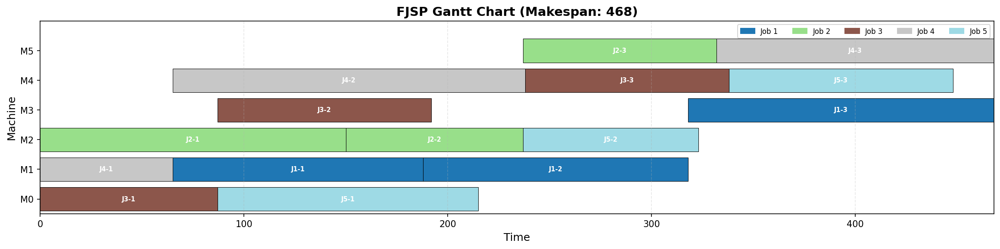 FJSP Gantt Chart (Makespan: 468)
Job 1 Job 2 Job 3 Job 4 Job 5
M5 J2-3 J4-3
M4 J4-2 J3-3 J5-3
M3 J3-2 J1-3
M2 J2-1 J2-2 J5-2
M1 J4-1 J1-1 J1-2
M0 J3-1 J5-1
0 100 200 300 400
Time
Machine